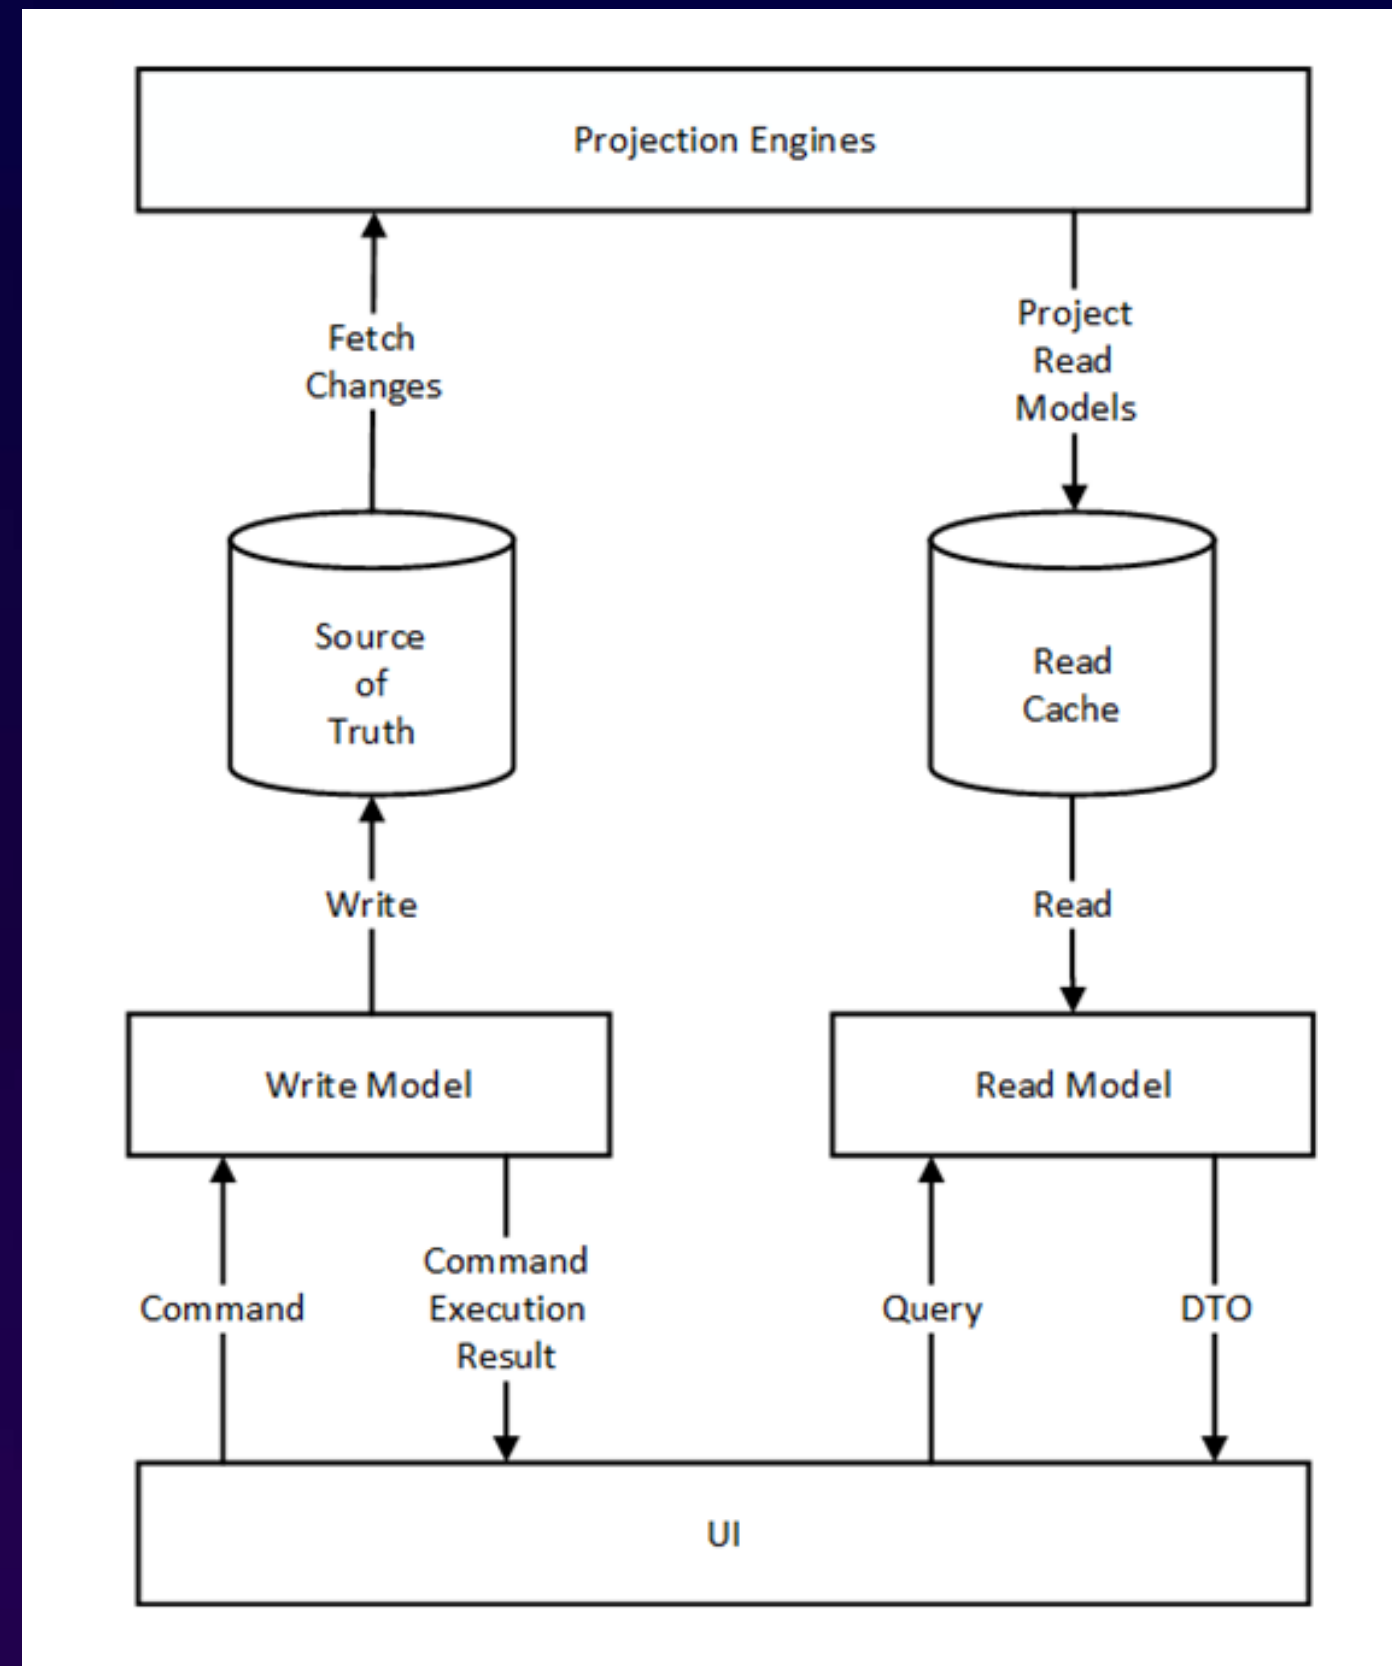 Projection Engines
Fetch
Changes
Project
Read
Models
Source
of
Truth
Read
Cache
Write
Read
Write Model
Read Model
Command
Command
Execution
Result
Query
DTO
UI